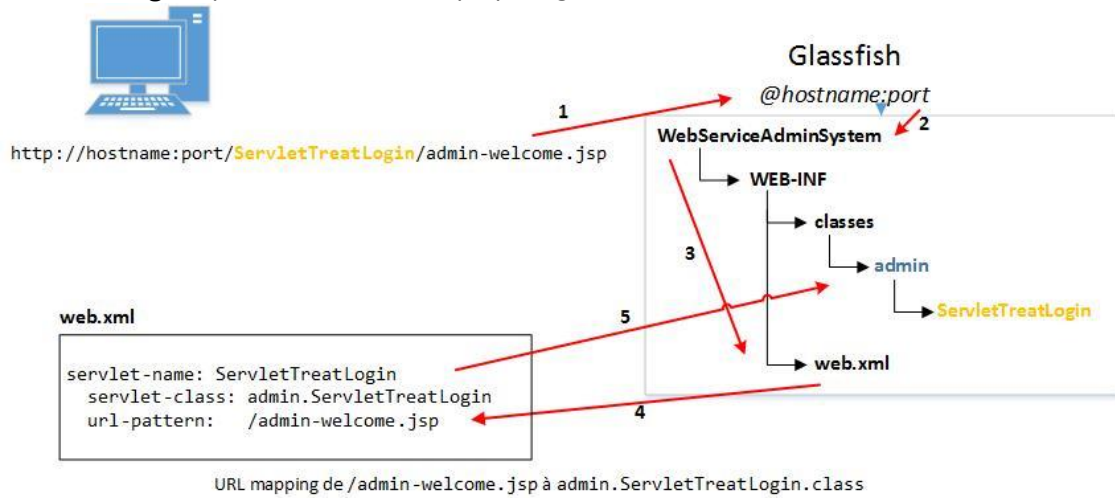 Glassfish
@hostname:port
1
2
http://hostname:port/ServletTreatLogin/admin-welcome.jsp
WebServiceAdminSystem
WEB-INF
classes
3
admin
ServletTreatLogin
web.xml
5
web.xml
servlet-name: ServletTreatLogin
servlet-class: admin.ServletTreatLogin
url-pattern: /admin-welcome.jsp
4
URL mapping de /admin-welcome.jsp à admin.ServletTreatLogin.class